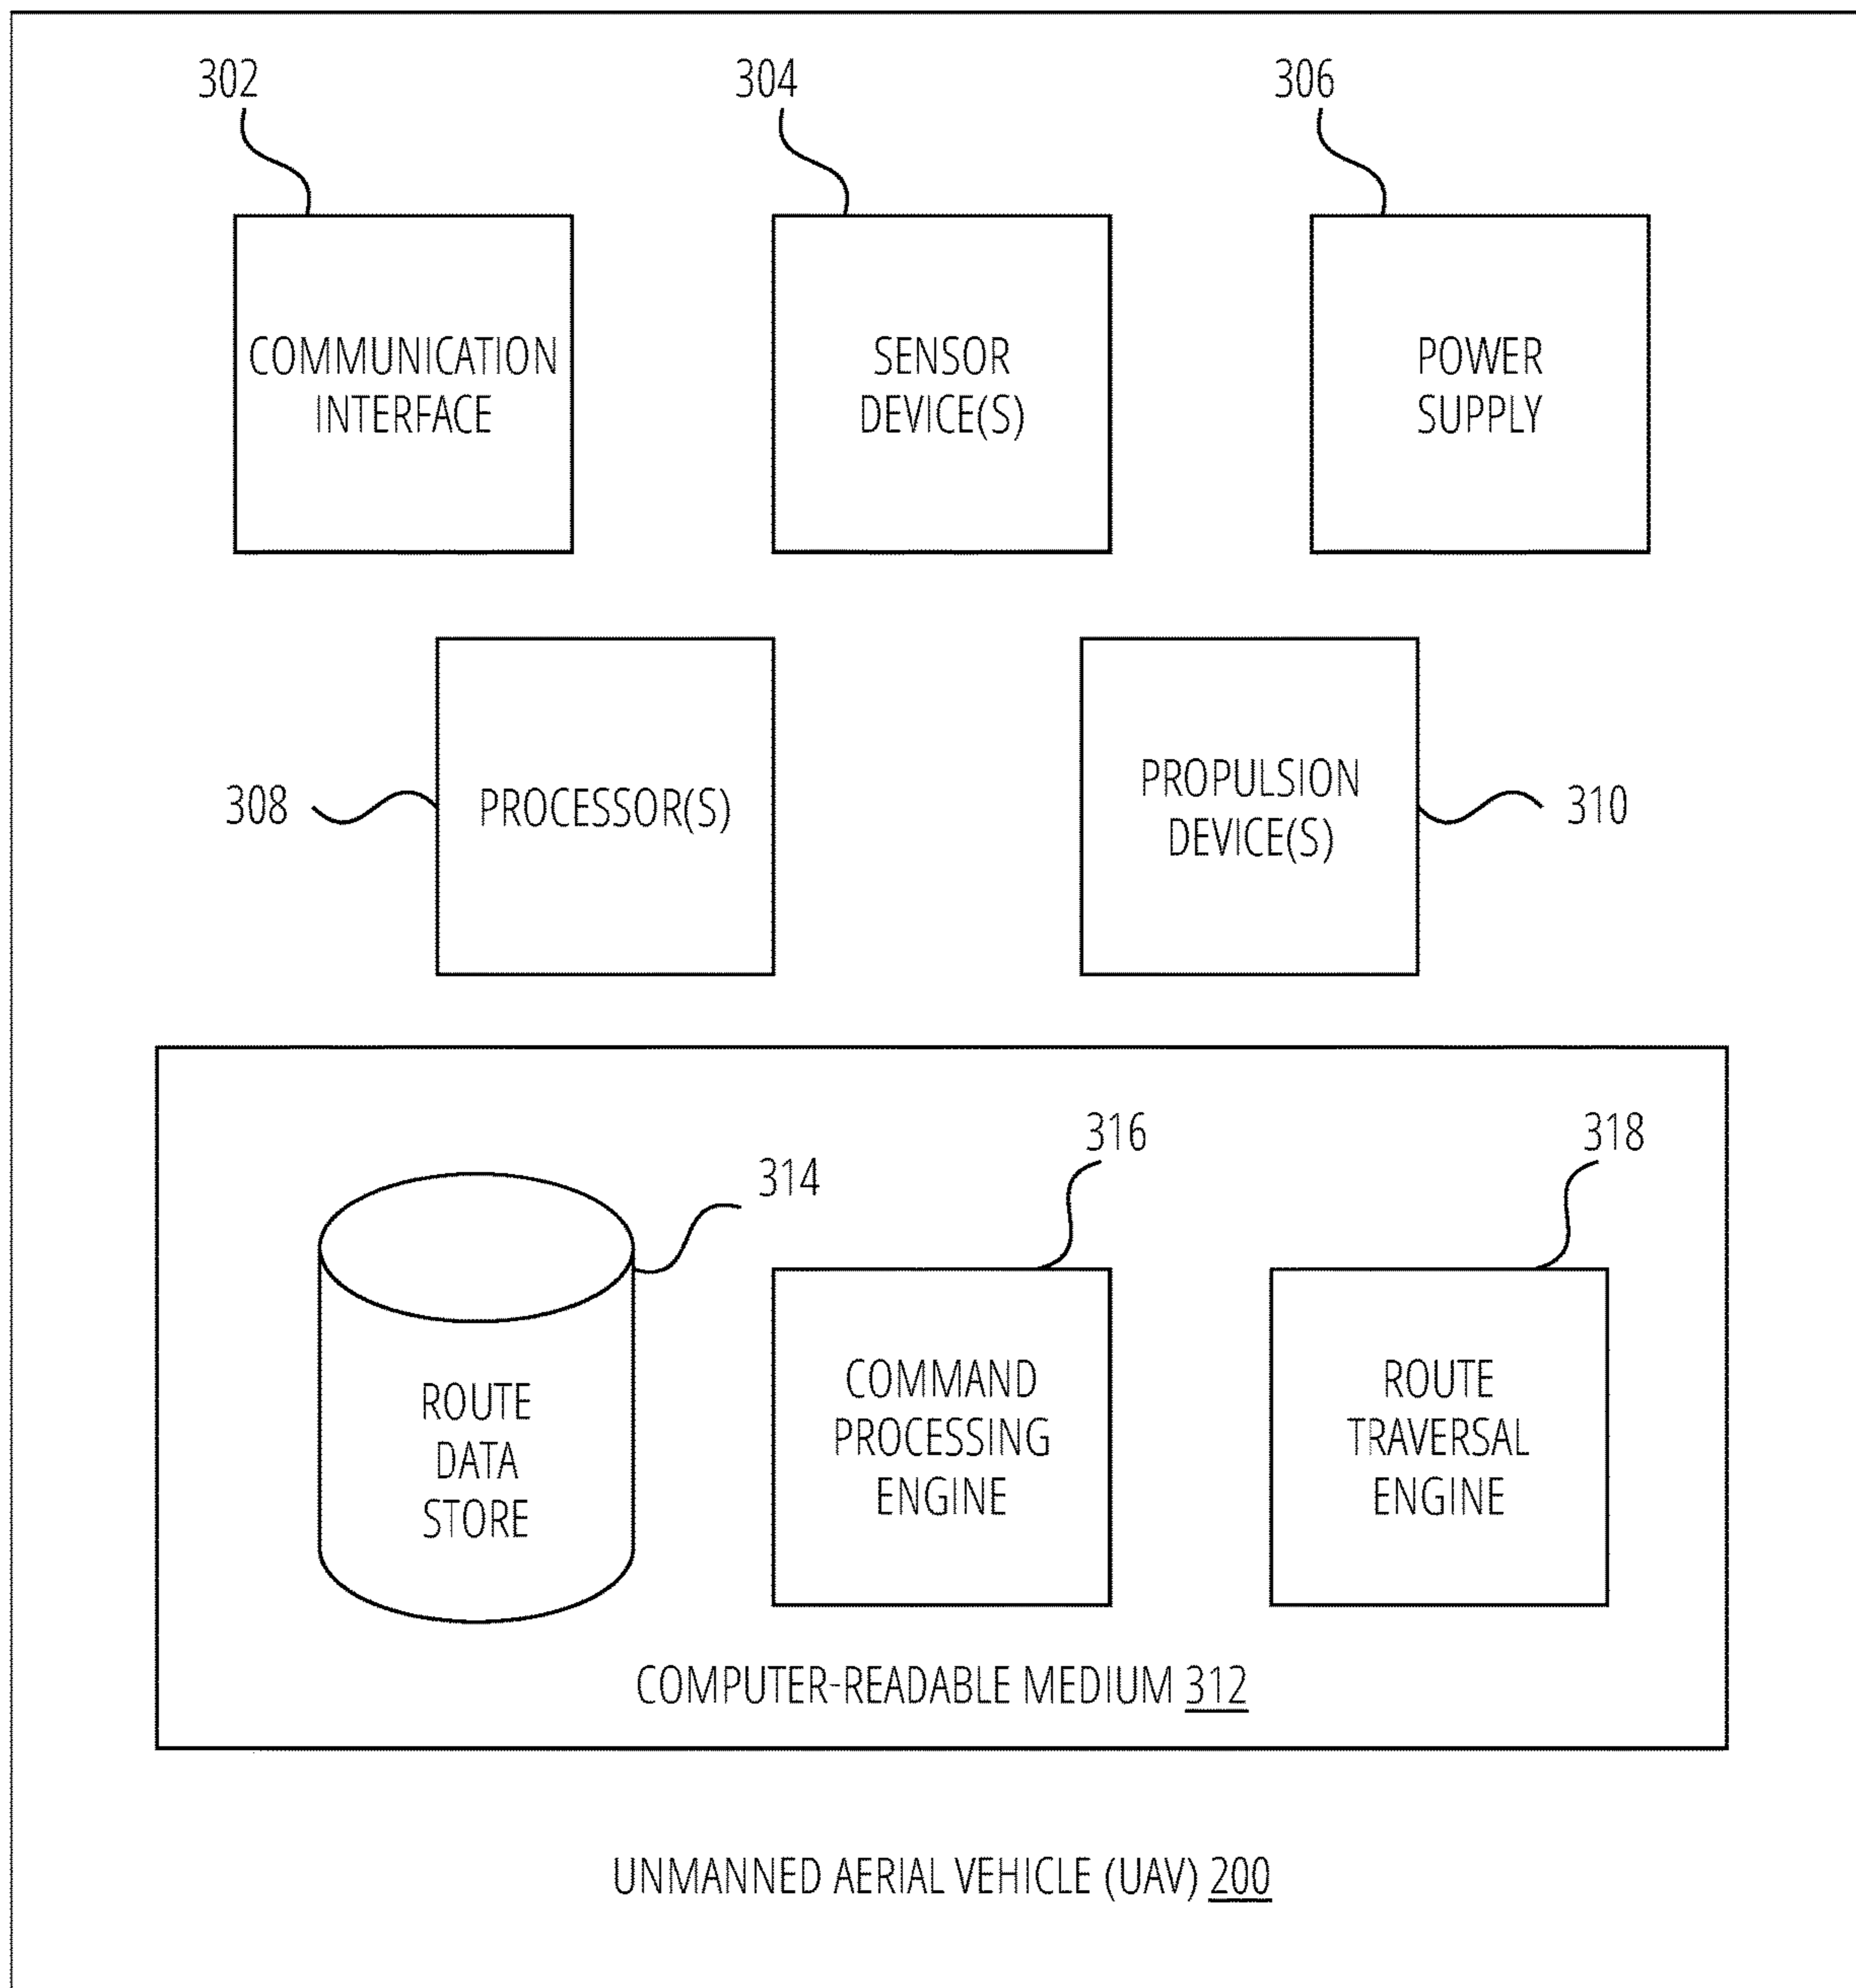 302
304
306
COMMUNICATION
INTERFACE
SENSOR
DEVICE(S)
POWER
SUPPLY
308
PROCESSOR(S)
PROPULSION
DEVICE(S)
310
314
316
318
ROUTE
DATA
STORE
COMMAND
PROCESSING
ENGINE
ROUTE
TRAVERSAL
ENGINE
COMPUTER-READABLE MEDIUM 312
UNMANNED AERIAL VEHICLE (UAV) 200